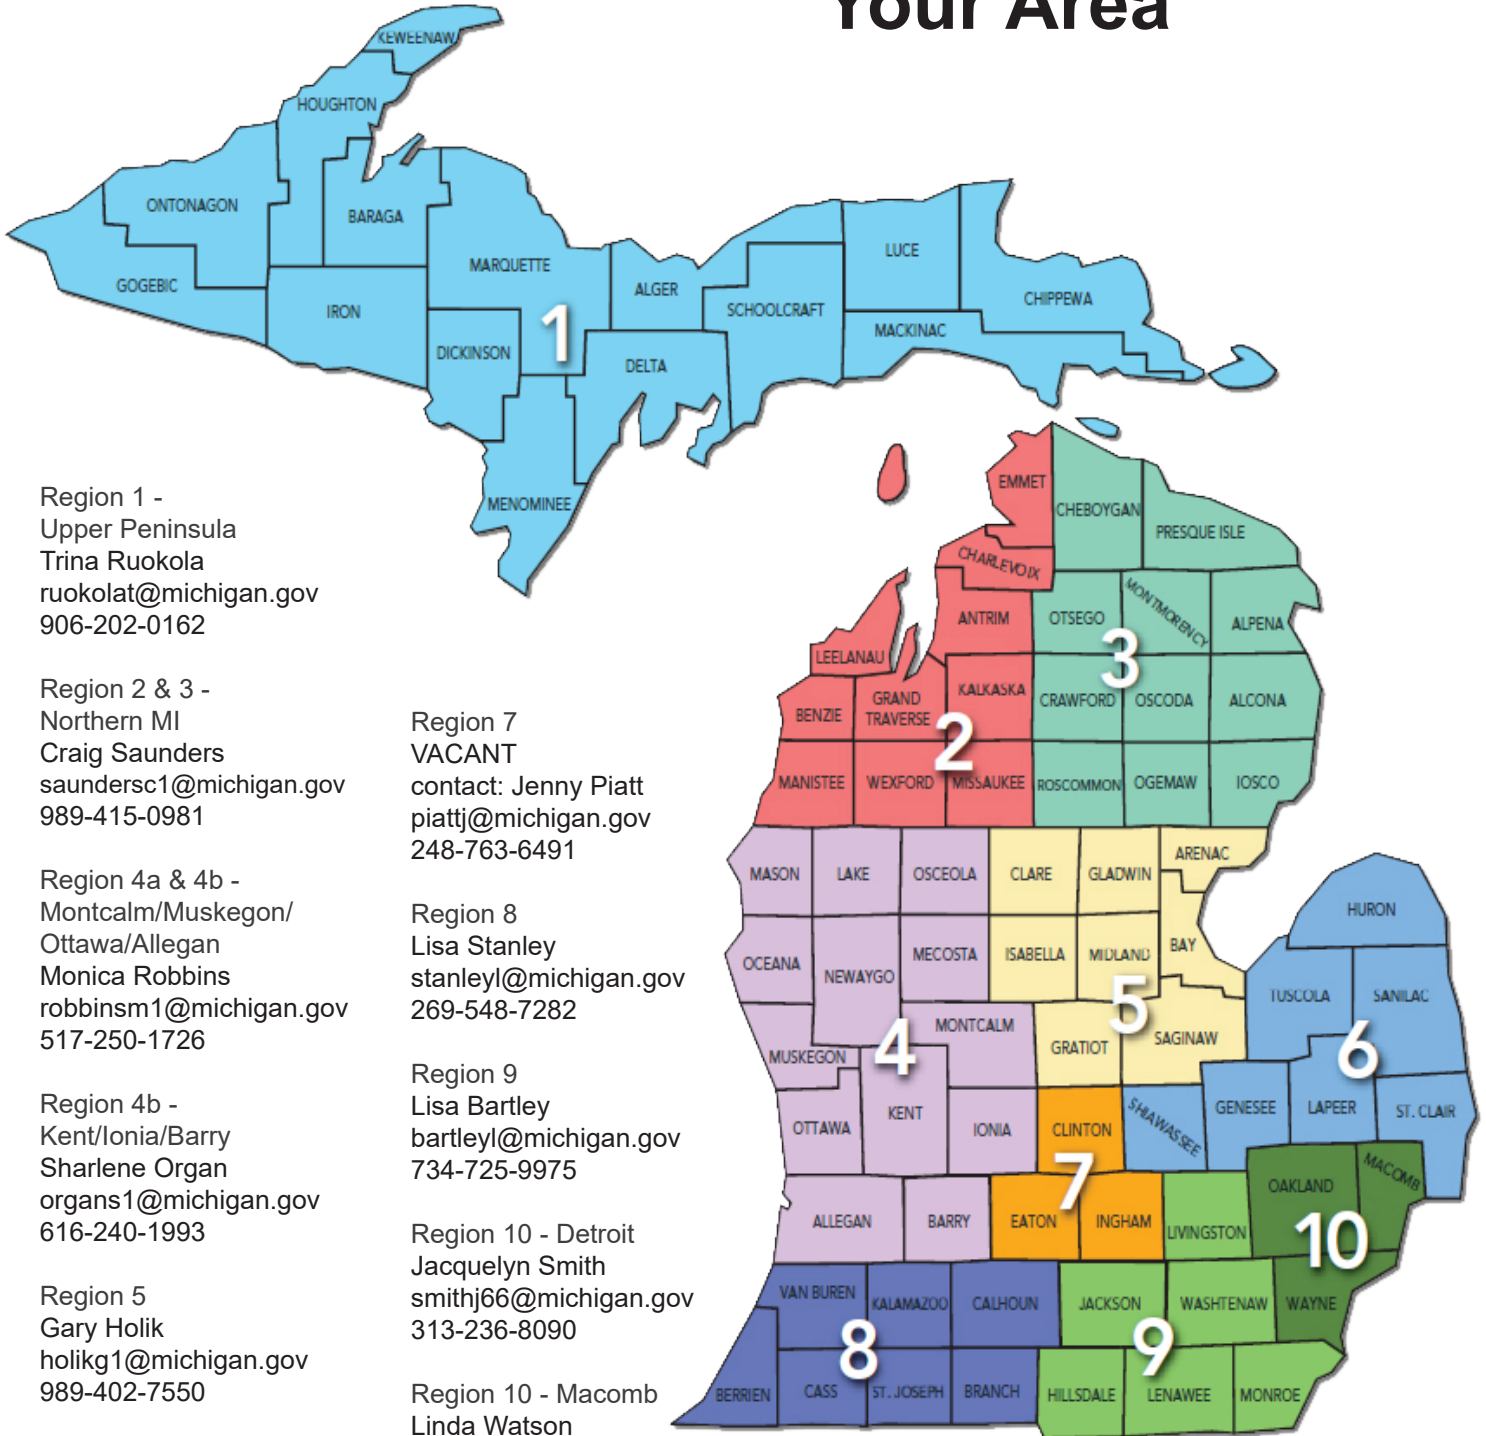 Your Area
KEWEENAW
HOUGHTON
ONTONAGON
BARAGA
GOGEBIC
IRON
MARQUETTE
DICKINSON
1
ALGER
DELTA
SCHOOLCRAFT
LUCE
MACKINAC
CHIPPEWA
MENOMINEE
EMMET
CHEBOYGAN
PRESQUE ISLE
CHARLEVOIX
ANTRIM
OTSEGO
MONTMORENCY
ALPENA
3
LEELANAU
BENZIE
GRAND
TRAVERSE
KALKASKA
CRAWFORD
OSCODA
ALCONA
2
MANISTEE
WEXFORD
MISSAUKEE
ROSCOMMON
OGEMAW
IOSCO
MASON
LAKE
OSCEOLA
CLARE
GLADWIN
ARENAC
OCEANA
NEWAYGO
MECOSTA
ISABELLA
MIDLAND
BAY
HURON
5
TUSCOLA
SANILAC
MUSKEGON
4
MONTCALM
GRATIOT
SAGINAW
6
OTTAWA
KENT
IONIA
CLINTON
SHIAWASSEE
GENESEE
LAPEER
ST. CLAIR
7
ALLEGAN
BARRY
EATON
INGHAM
LIVINGSTON
OAKLAND
MACOMB
10
VAN BUREN
KALAMAZOO
CALHOUN
JACKSON
WASHTENAW
WAYNE
8
9
BERRIEN
CASS
ST. JOSEPH
BRANCH
HILLSDALE
LENAWEE
MONROE
Region 1 -
Upper Peninsula
Trina Ruokola
ruokolat@michigan.gov
906-202-0162
Region 2 & 3 -
Northern MI
Craig Saunders
saundersc1@michigan.gov
989-415-0981
Region 4a & 4b -
Montcalm/Muskegon/
Ottawa/Allegan
Monica Robbins
robbinsm1@michigan.gov
517-250-1726
Region 4b -
Kent/Ionia/Barry
Sharlene Organ
organs1@michigan.gov
616-240-1993
Region 5
Gary Holik
holikg1@michigan.gov
989-402-7550
Region 7
VACANT
contact: Jenny Piatt
piattj@michigan.gov
248-763-6491
Region 8
Lisa Stanley
stanleyl@michigan.gov
269-548-7282
Region 9
Lisa Bartley
bartleyl@michigan.gov
734-725-9975
Region 10 - Detroit
Jacquelyn Smith
smithj66@michigan.gov
313-236-8090
Region 10 - Macomb
Linda Watson